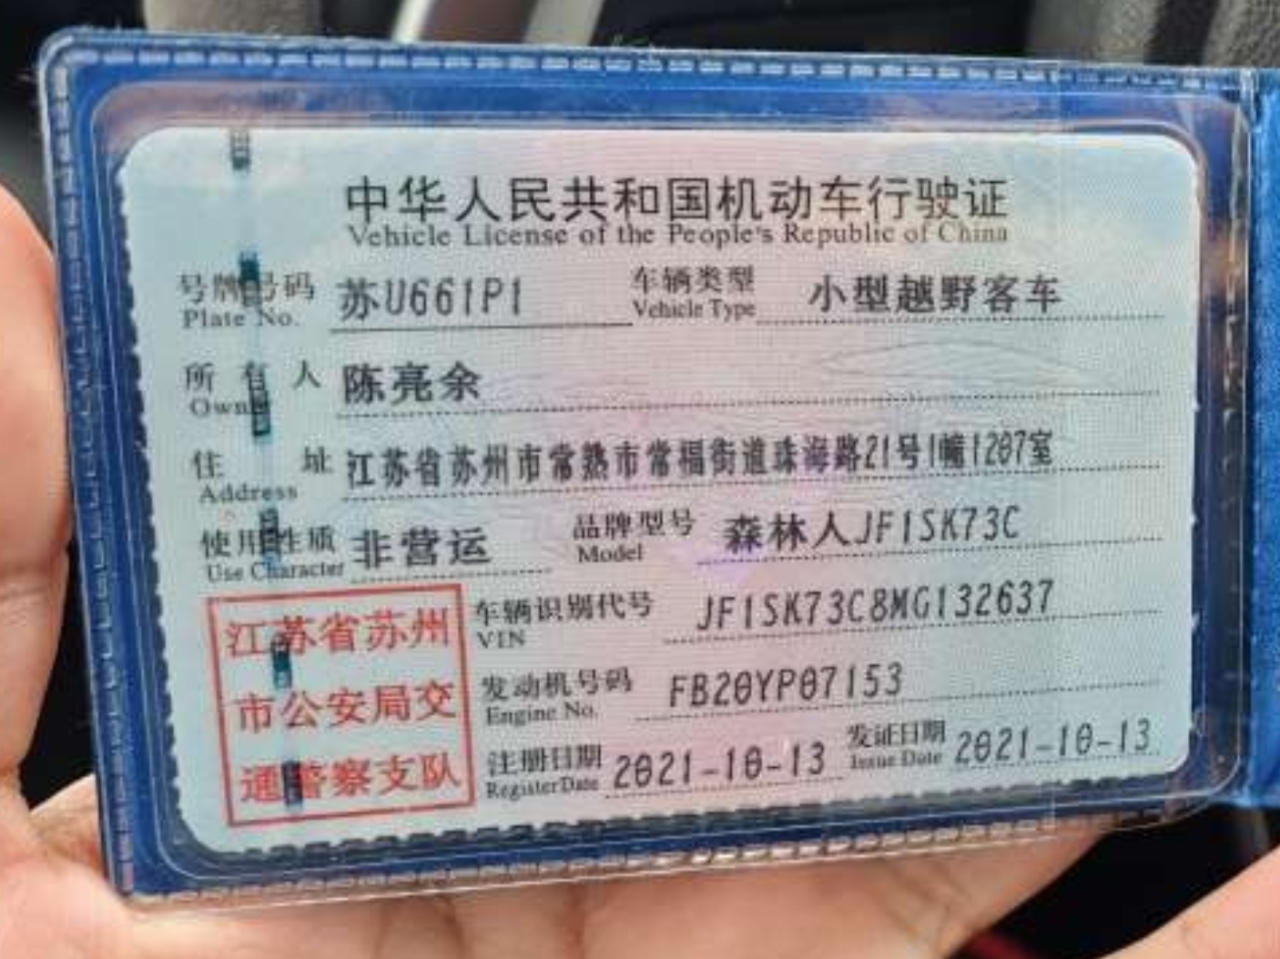 中华人民共和国机动车行驶证
Vehicle License of the People's Republic of China
号牌号码 苏U661P1 车辆类型 小型越野客车
Plate No. Vehicle Type
所有人 陈亮余
Owner
住址 江苏省苏州市常熟市常福街道珠海路21号1幢1207室
Address
使用性质 非营运 品牌型号 森林人JF1SK73C
Use Character Model
江苏省苏州
市公安局交
通警察支队
车辆识别代号 JF1SK73C8MG132637
VIN
发动机号码 FB20YP07153
Engine No.
注册日期 2021-10-13 发证日期 2021-10-13
Register Date Issue Date